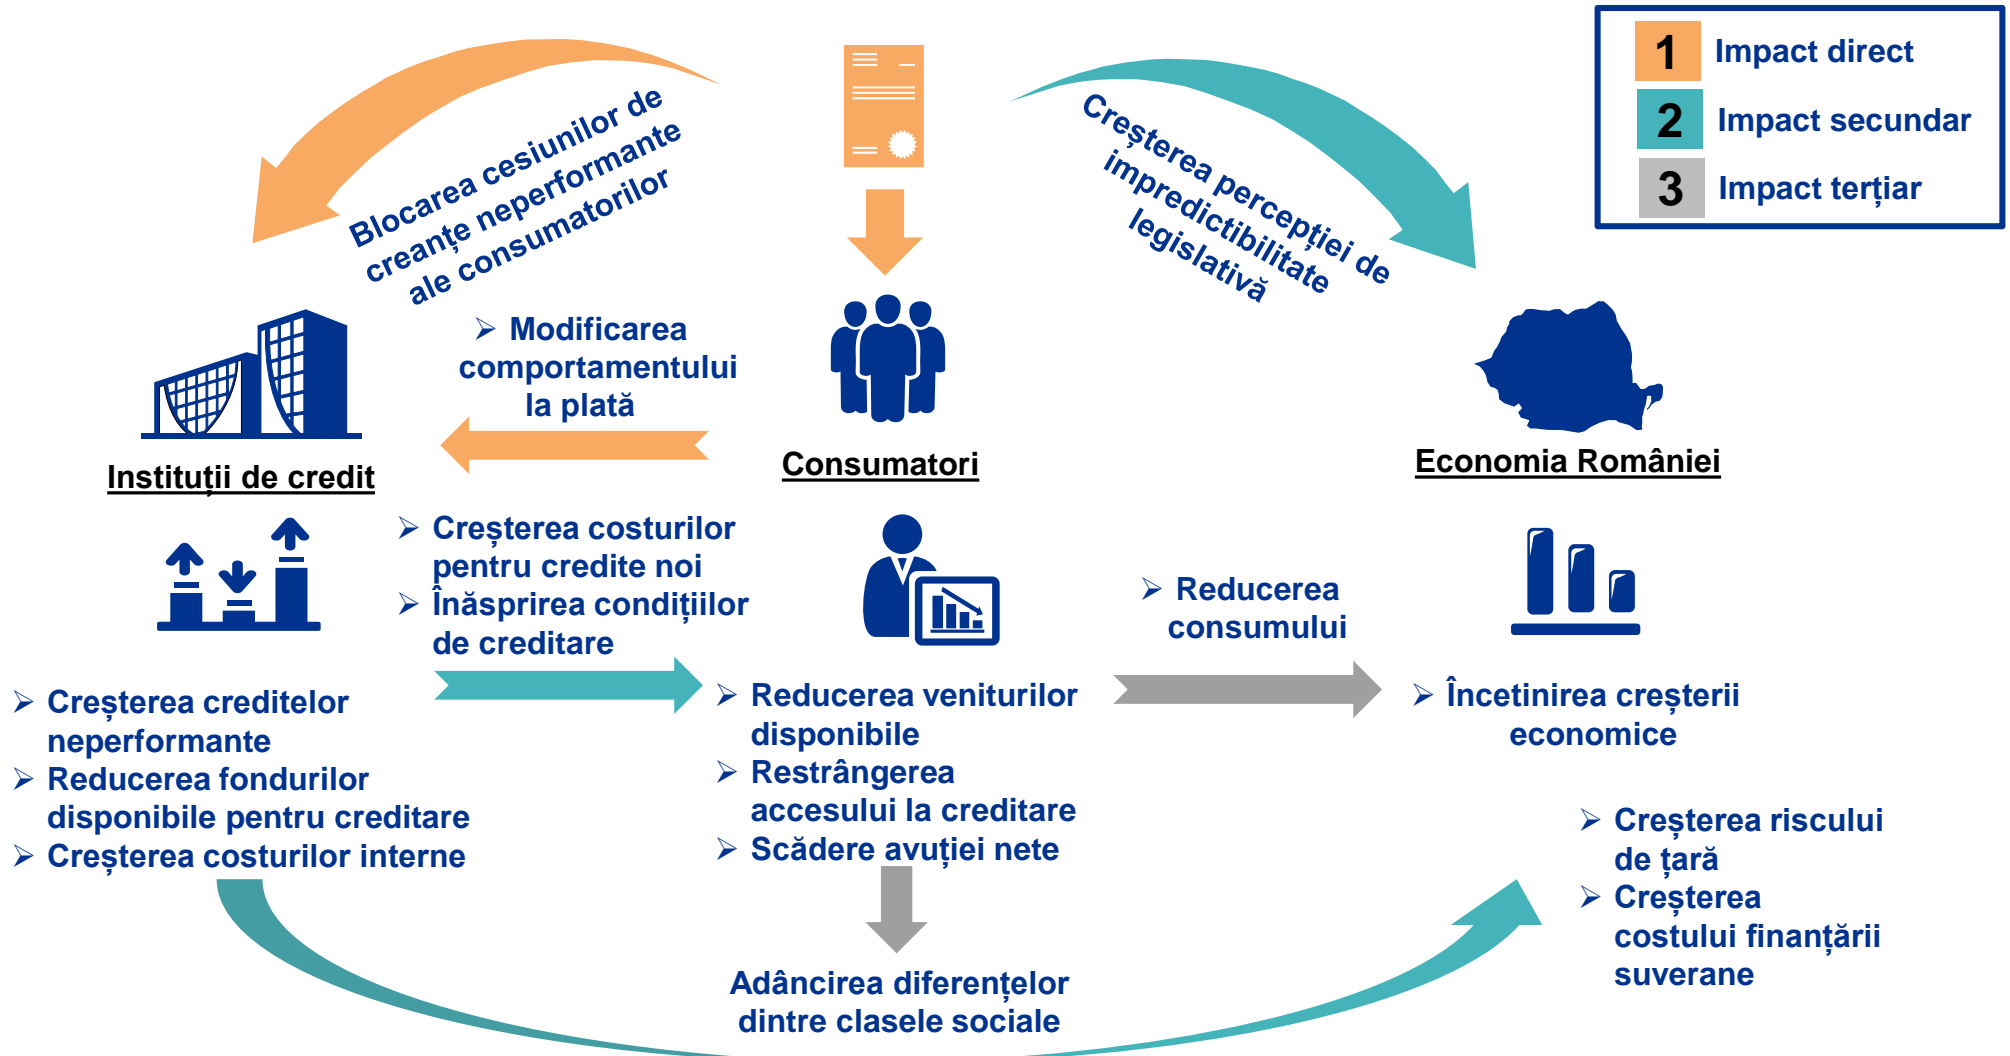 1 Impact direct
2 Impact secundar
3 Impact terțiar
Blocarea cesiunilor de
creanțe neperformante
ale consumatorilor
Creșterea percepției de
impredictibilitate
legislativă
➢ Modificarea
comportamentului
la plată
Instituții de credit
Consumatori
Economia României
➢ Creșterea costurilor
pentru credite noi
➢ Înăsprirea condițiilor
de creditare
➢ Reducerea
consumului
➢ Creșterea creditelor
neperformante
➢ Reducerea fondurilor
disponibile pentru creditare
➢ Creșterea costurilor interne
➢ Reducerea veniturilor
disponibile
➢ Restrângerea
accesului la creditare
➢ Scădere avuției nete
➢ Încetinirea creșterii
economice
➢ Creșterea riscului
de țară
➢ Creșterea
costului finanțării
suverane
Adâncirea diferențelor
dintre clasele sociale